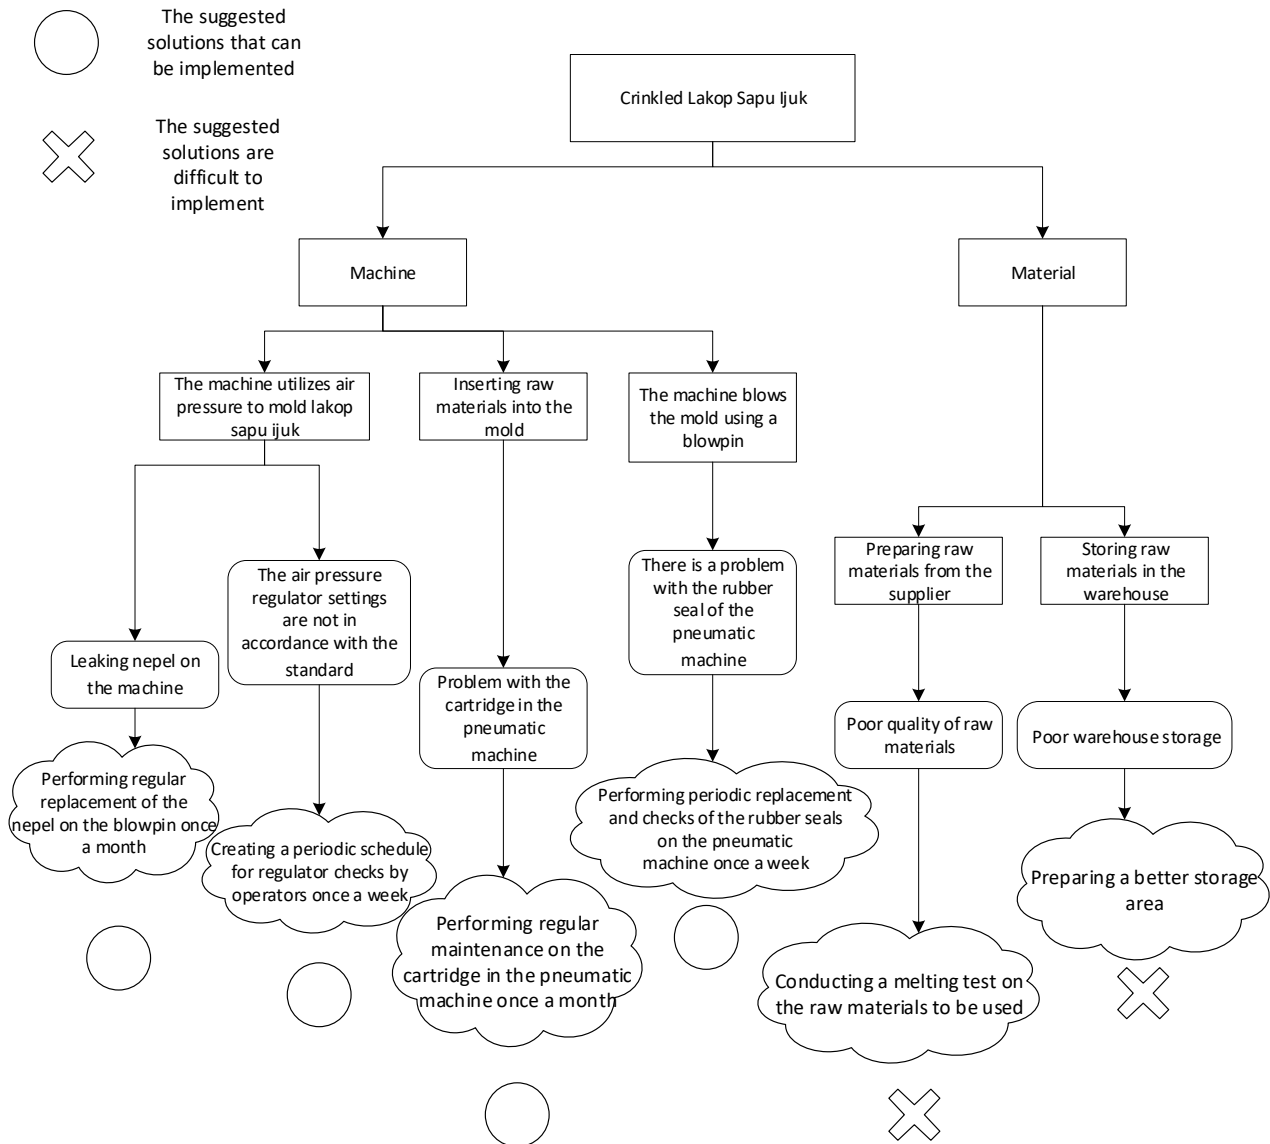 The suggested
solutions that can
be implemented
The suggested
solutions are
difficult to
implement
Crinkled Lakop Sapu Ijuk
Machine
Material
The machine utilizes air
pressure to mold lakop
sapu ijuk
Inserting raw
materials into the
mold
The machine blows
the mold using a
blowpin
Preparing raw
materials from the
supplier
Storing raw
materials in the
warehouse
Leaking nepel on
the machine
The air pressure
regulator settings
are not in
accordance with the
standard
Problem with the
cartridge in the
pneumatic
machine
There is a problem
with the rubber
seal of the
pneumatic
machine
Poor quality of raw
materials
Poor warehouse storage
Performing regular
replacement of the
nepel on the blowpin once
a month
Creating a periodic schedule
for regulator checks by
operators once a week
Performing regular
maintenance on the
cartridge in the pneumatic
machine once a month
Performing periodic replacement
and checks of the rubber seals
on the pneumatic
machine once a week
Conducting a melting test on
the raw materials to be used
Preparing a better storage
area